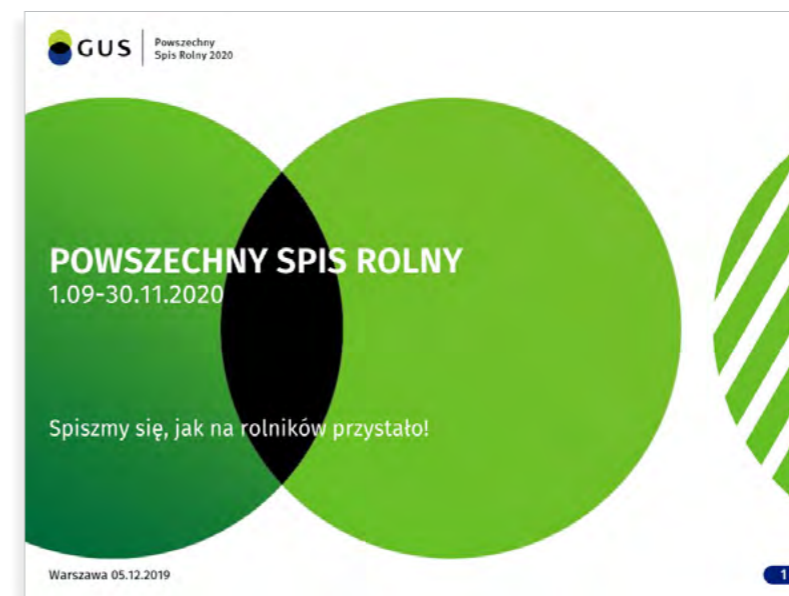 GUS
Powszechny
Spis Rolny 2020
POWSZECHNY SPIS ROLNY
1.09-30.11.2020
Spiszmy się, jak na rolników przystało!
Warszawa 05.12.2019
1